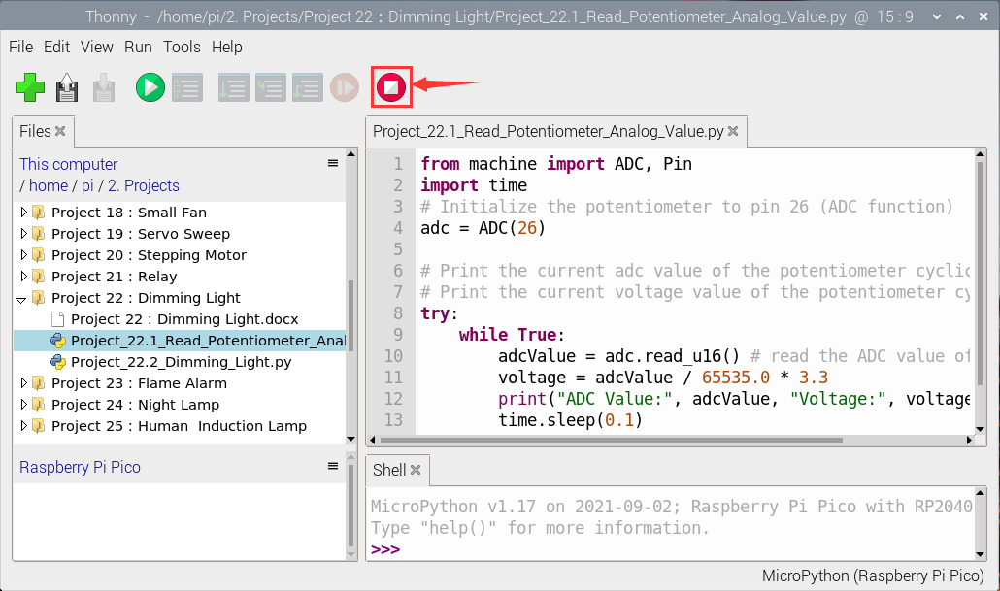 Thonny - /home/pi/2. Projects/Project 22 : Dimming Light/Project_22.1_Read_Potentiometer_Analog_Value.py @ 15 : 9
File Edit View Run Tools Help
Files
This computer
/ home / pi / 2. Projects
Project 18 : Small Fan
Project 19 : Servo Sweep
Project 20 : Stepping Motor
Project 21 : Relay
Project 22 : Dimming Light
Project 22 : Dimming Light.docx
Project_22.1_Read_Potentiometer_Anal
Project_22.2_Dimming_Light.py
Project 23 : Flame Alarm
Project 24 : Night Lamp
Project 25 : Human  Induction Lamp
Raspberry Pi Pico
Project_22.1_Read_Potentiometer_Analog_Value.py
1 from machine import ADC, Pin
2 import time
3 # Initialize the potentiometer to pin 26 (ADC function)
4 adc = ADC(26)
5
6 # Print the current adc value of the potentiometer cyclic
7 # Print the current voltage value of the potentiometer cy
8 try:
9     while True:
10         adcValue = adc.read_u16() # read the ADC value of
11         voltage = adcValue / 65535.0 * 3.3
12         print("ADC Value:", adcValue, "Voltage:", voltage
13         time.sleep(0.1)
Shell
MicroPython v1.17 on 2021-09-02; Raspberry Pi Pico with RP2040
Type "help()" for more information.
>>>
MicroPython (Raspberry Pi Pico)